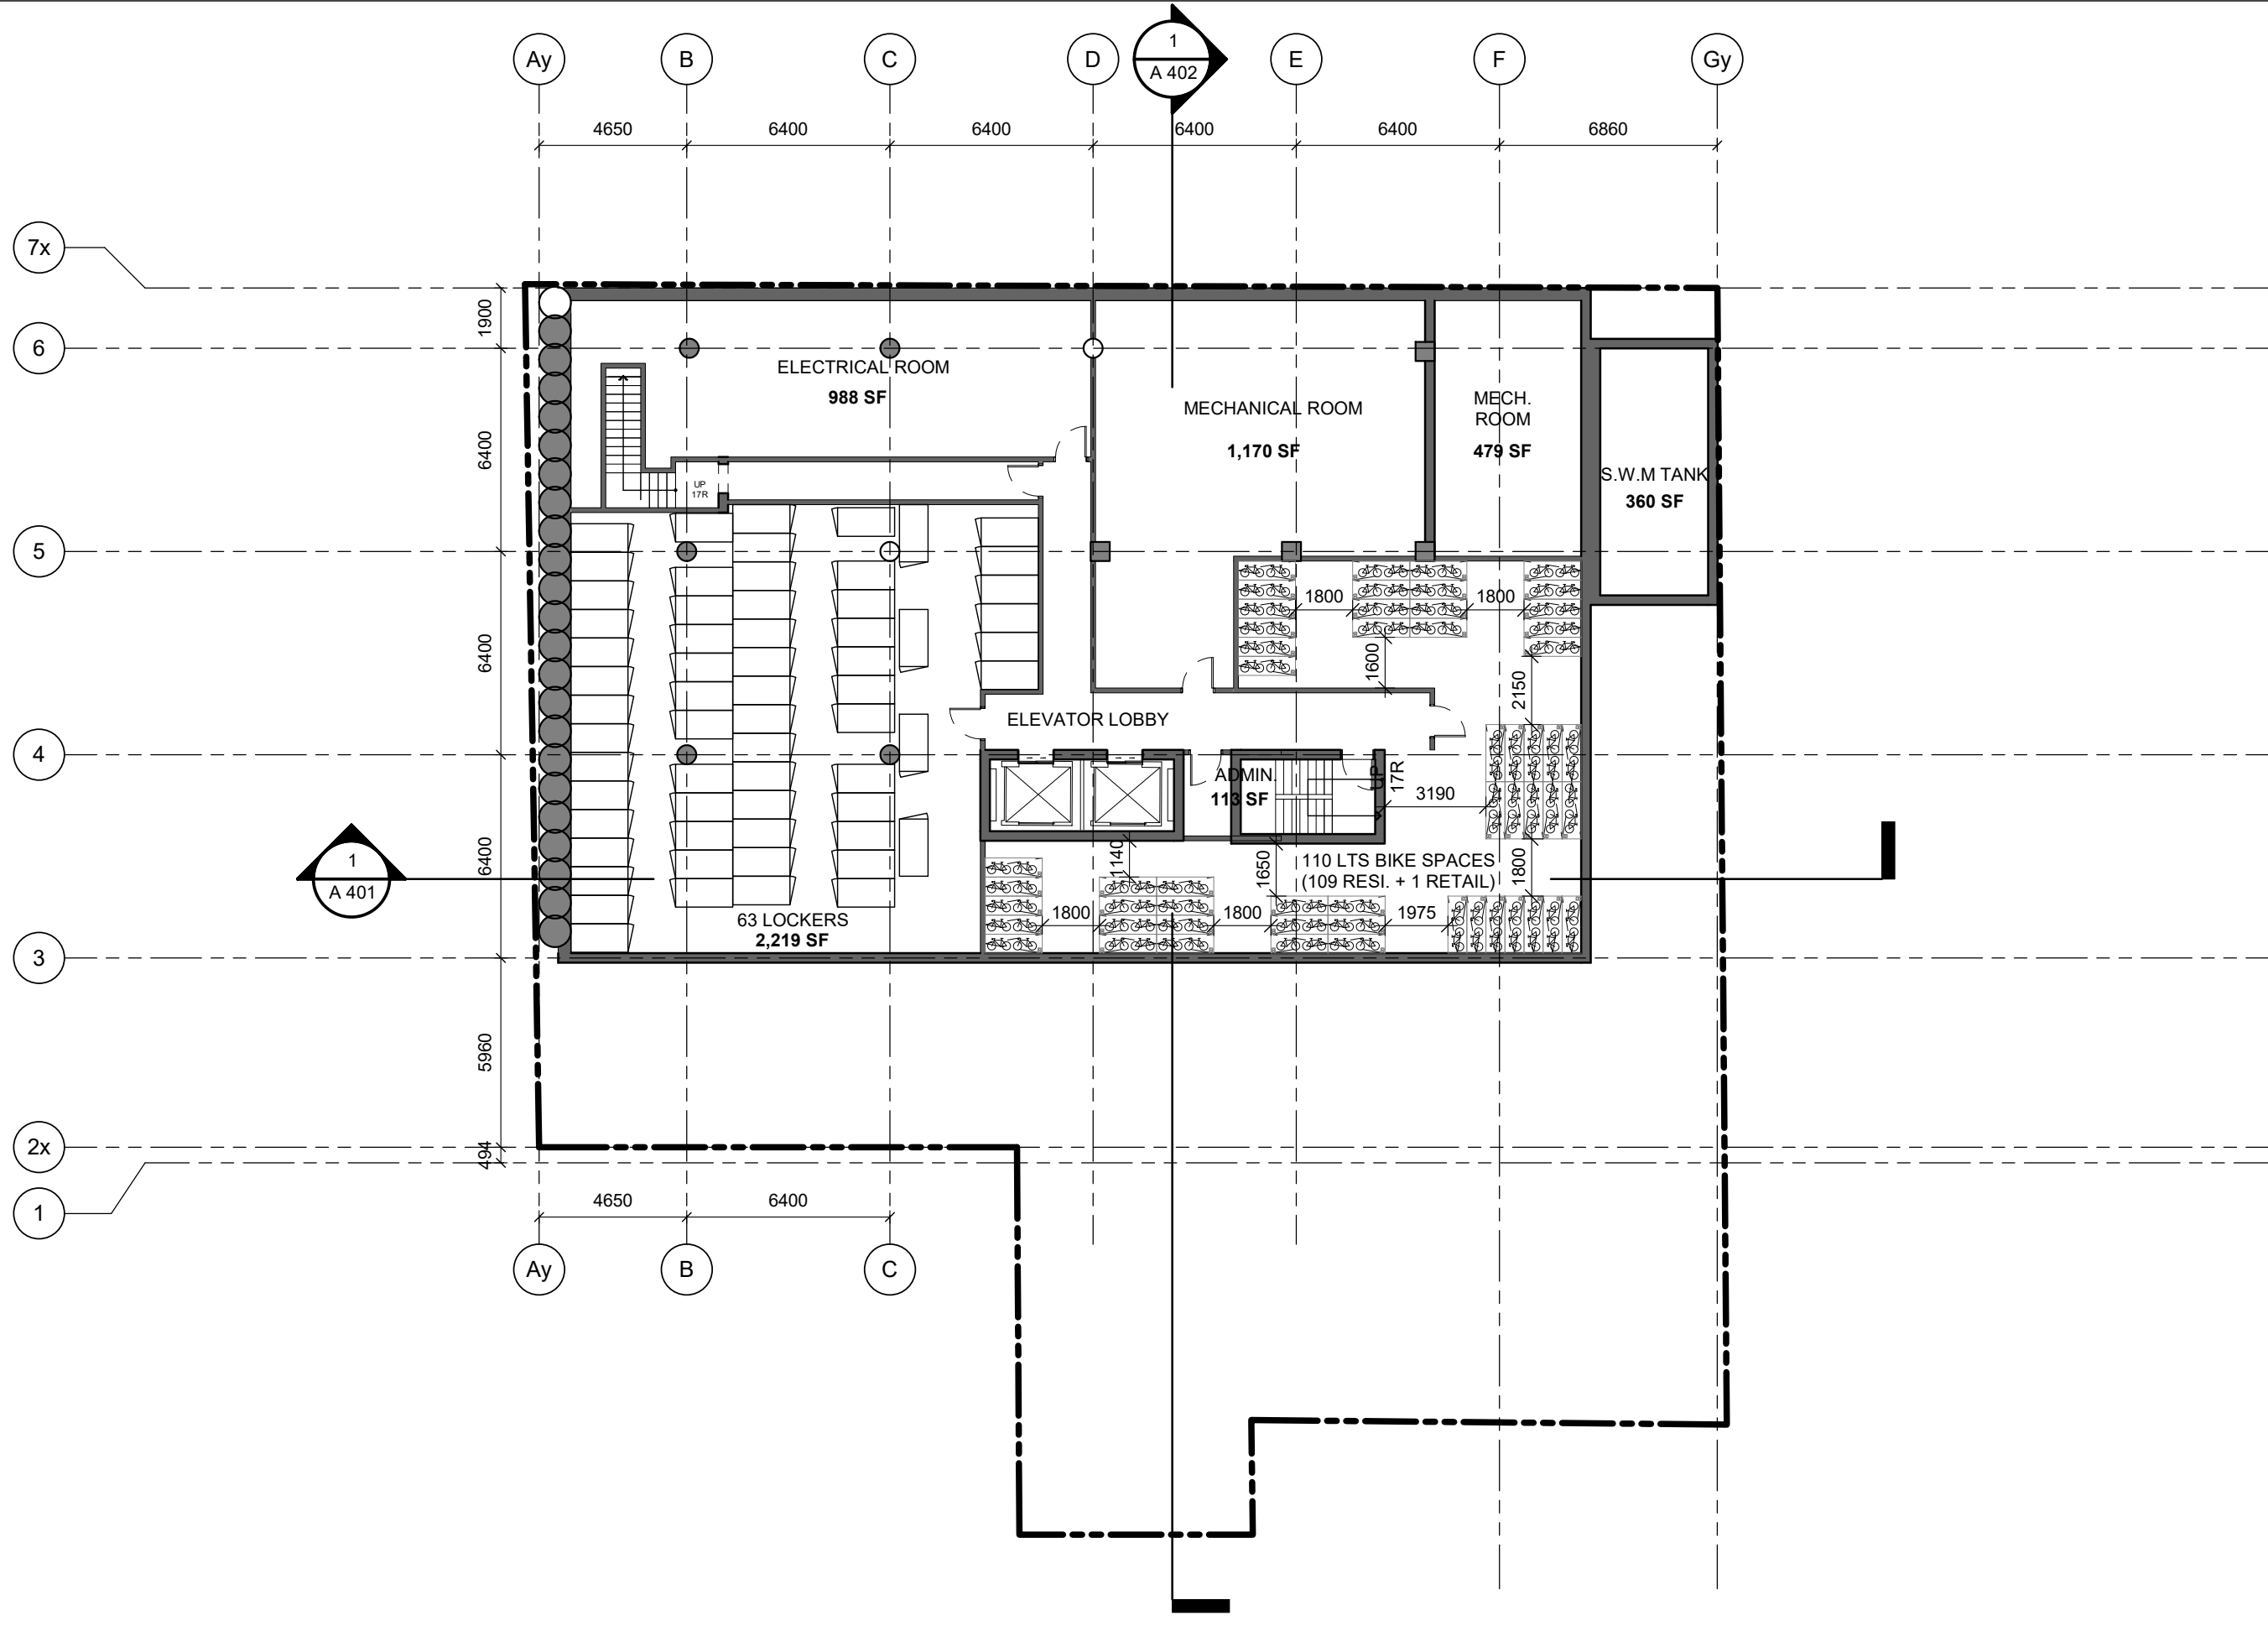 1
A 402
Ay
B
C
D
E
F
Gy
4650
6400
6400
6400
6400
6860
7x
6
5
4
3
2x
1
1900
6400
6400
6400
5960
494
ELECTRICAL ROOM
988 SF
MECHANICAL ROOM
1,170 SF
MECH.
ROOM
479 SF
S.W.M TANK
360 SF
UP
17R
1800
1800
1600
2150
ELEVATOR LOBBY
ADMIN.
113 SF
UP
17R
3190
1140
1650
110 LTS BIKE SPACES
(109 RESI. + 1 RETAIL)
1800
1800
1800
1975
1
A 401
63 LOCKERS
2,219 SF
4650
6400
Ay
B
C